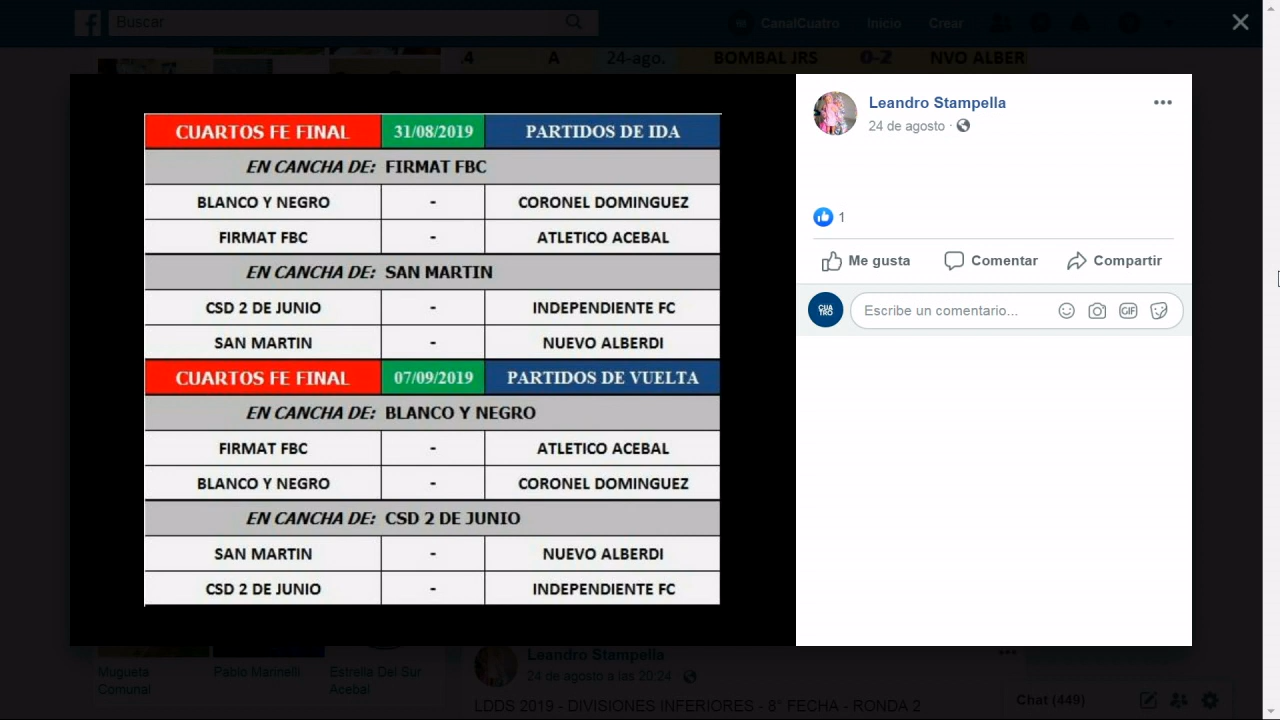 Buscar
CanalCuatro Inicio Crear
.4 A 24-ago. BOMBAL JRS 0-2 NVO ALBER
CUARTOS FE FINAL 31/08/2019 PARTIDOS DE IDA
EN CANCHA DE: FIRMAT FBC
BLANCO Y NEGRO - CORONEL DOMINGUEZ
FIRMAT FBC - ATLETICO ACEBAL
EN CANCHA DE: SAN MARTIN
CSD 2 DE JUNIO - INDEPENDIENTE FC
SAN MARTIN - NUEVO ALBERDI
CUARTOS FE FINAL 07/09/2019 PARTIDOS DE VUELTA
EN CANCHA DE: BLANCO Y NEGRO
FIRMAT FBC - ATLETICO ACEBAL
BLANCO Y NEGRO - CORONEL DOMINGUEZ
EN CANCHA DE: CSD 2 DE JUNIO
SAN MARTIN - NUEVO ALBERDI
CSD 2 DE JUNIO - INDEPENDIENTE FC
Leandro Stampella
24 de agosto ·
1
Me gusta Comentar Compartir
CUA
TRO
Escribe un comentario...
GIF
Mugueta
Comunal
Pablo Marinelli
Estrella Del Sur
Acebal
Leandro Stampella
24 de agosto a las 20:24 ·
LDDS 2019 - DIVISIONES INFERIORES - 8° FECHA - RONDA 2
Chat (449)